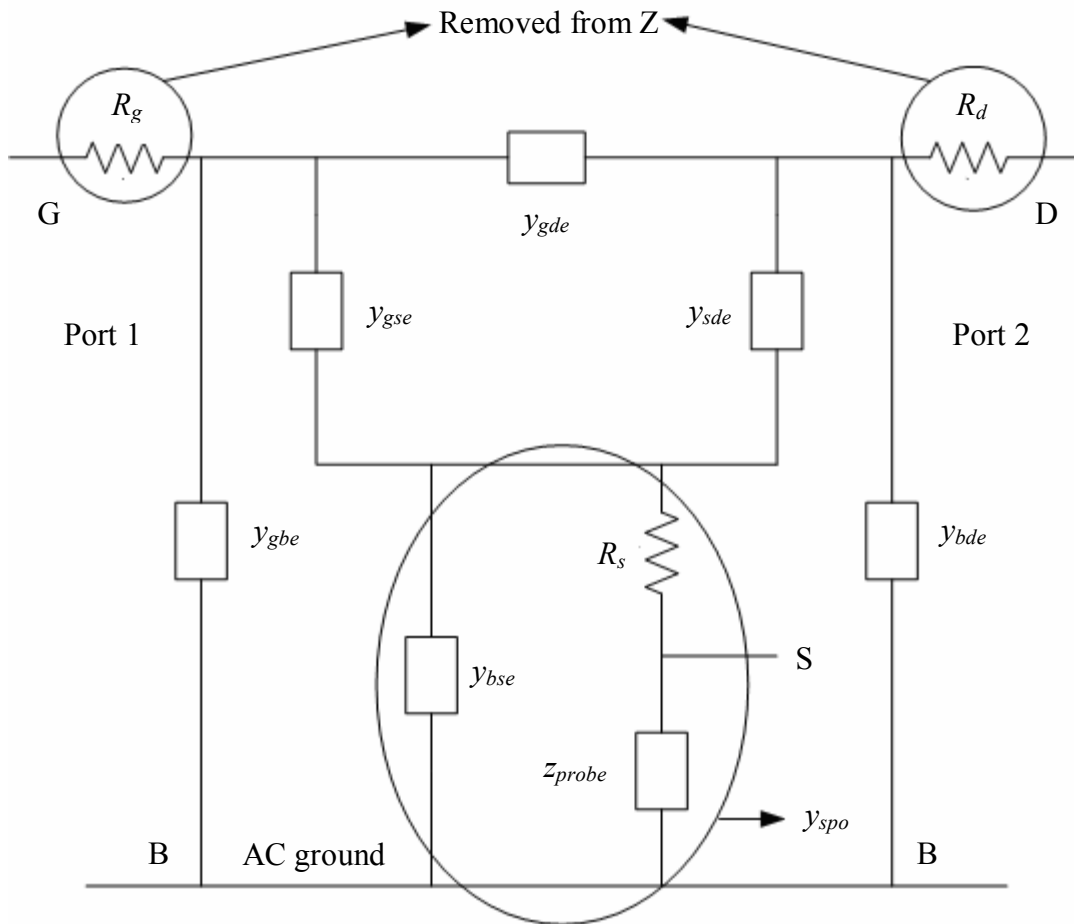 Removed from Z
Rg
Rd
G
D
ygde
Port 1
ygse
ysde
Port 2
ygbe
Rs
ybde
ybse
S
zprobe
yspo
B
AC ground
B